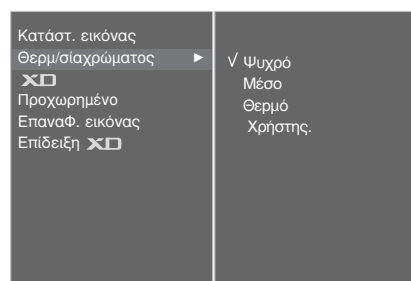 Κατάστ. εικόνας
Θερμ/σίαχρώματος ►
XD
Προχωρημένο
ΕπαναΦ. εικόνας
Επίδειξη XD
√ Ψυχρό
Μέσο
Θερμό
Χρήστης.